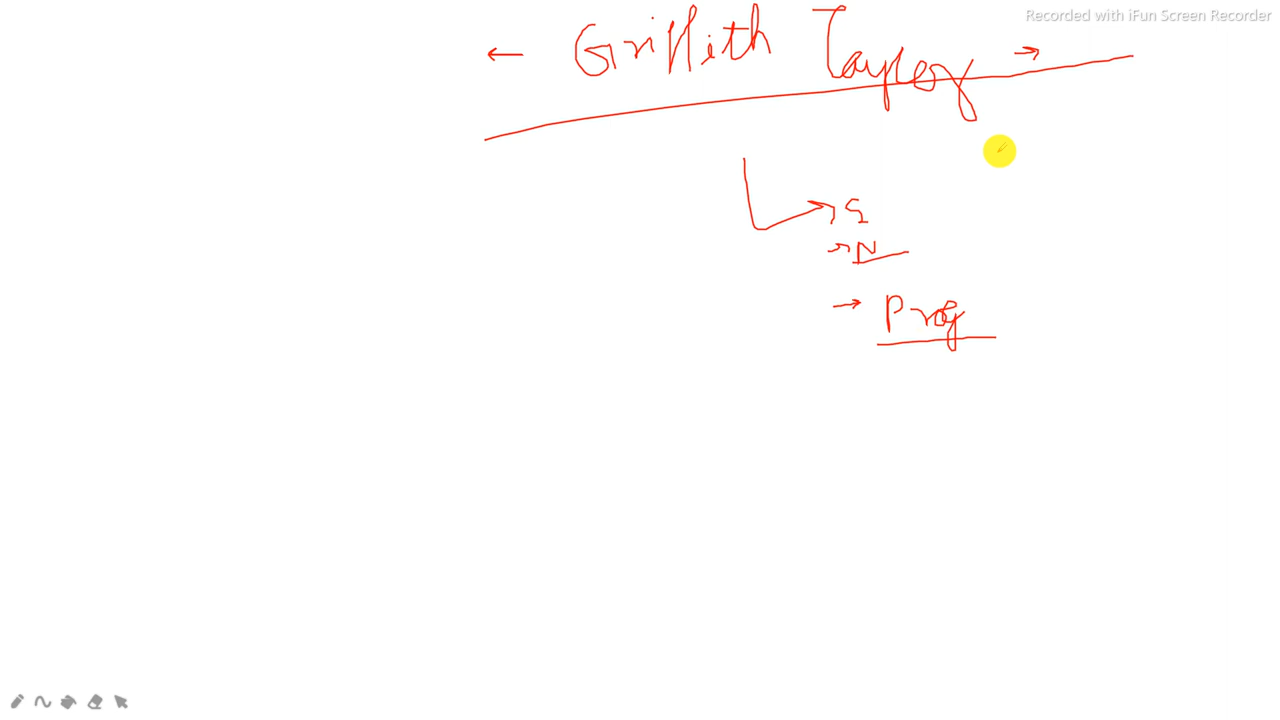 Recorded with iFun Screen Recorder
← Griffith Taylor →
→ S
→ N
→ Prog